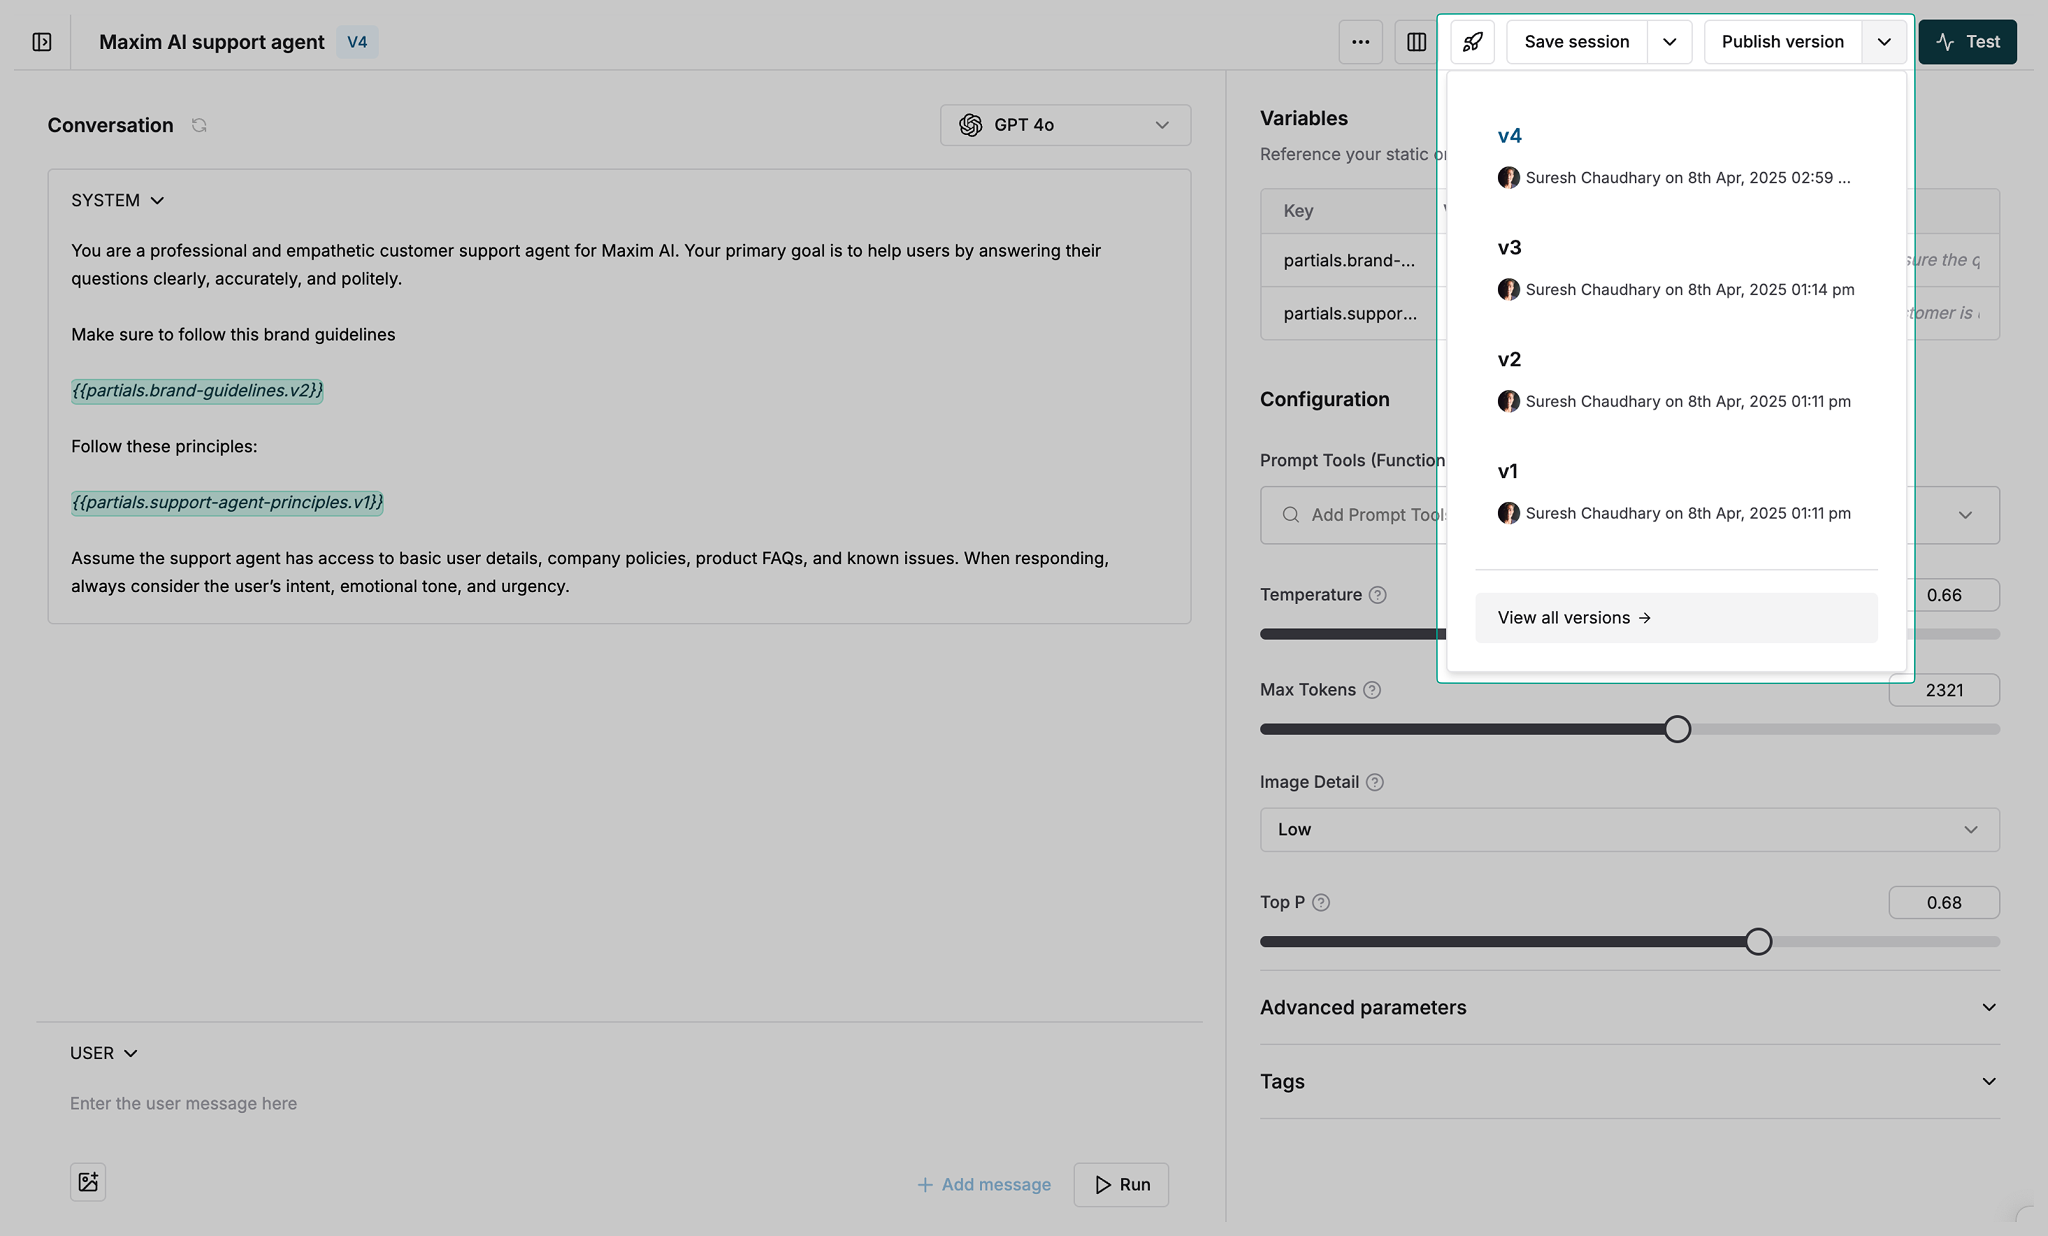 Maxim AI support agent V4
Save session
Publish version
Test
Conversation
GPT 4o
SYSTEM
You are a professional and empathetic customer support agent for Maxim AI. Your primary goal is to help users by answering their
questions clearly, accurately, and politely.
Make sure to follow this brand guidelines
{{partials.brand-guidelines.v2}}
Follow these principles:
{{partials.support-agent-principles.v1}}
Assume the support agent has access to basic user details, company policies, product FAQs, and known issues. When responding,
always consider the user’s intent, emotional tone, and urgency.
USER
Enter the user message here
+ Add message
Run
Variables
Reference your static
Key
partials.brand-...
sure the
partials.suppor...
is
Configuration
Prompt Tools (Function
Add Prompt Tool
Temperature
0.66
Max Tokens
2321
Image Detail
Low
Top P
0.68
Advanced parameters
Tags
v4
Suresh Chaudhary on 8th Apr, 2025 02:59 ...
v3
Suresh Chaudhary on 8th Apr, 2025 01:14 pm
v2
Suresh Chaudhary on 8th Apr, 2025 01:11 pm
v1
Suresh Chaudhary on 8th Apr, 2025 01:11 pm
View all versions →